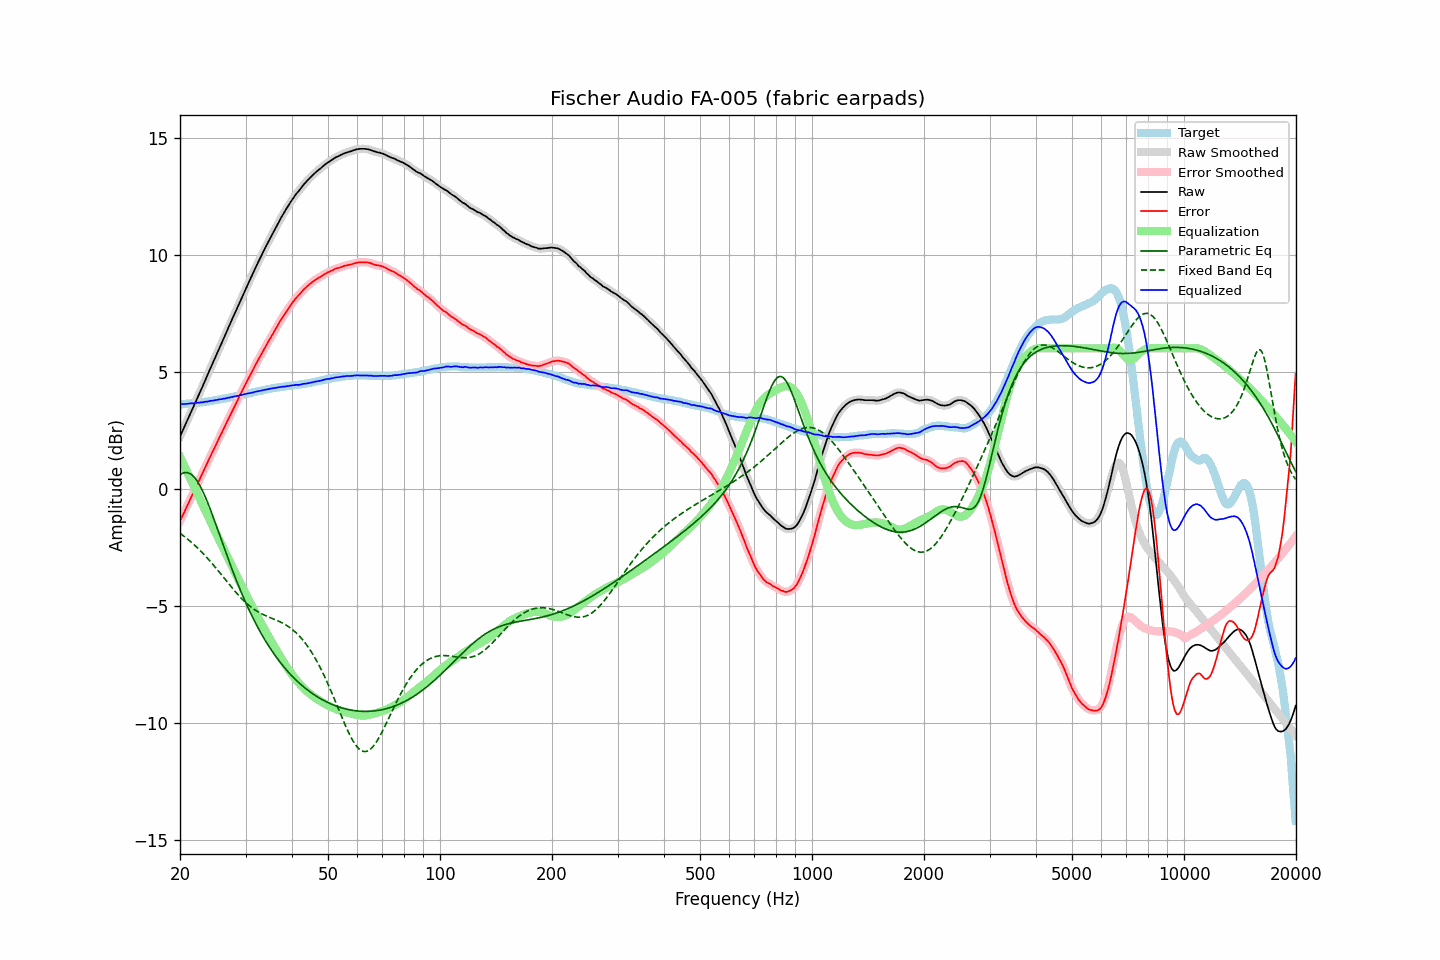 Fischer Audio FA-005 (fabric earpads)
Target
Raw Smoothed
Error Smoothed
Raw
Error
Equalization
Parametric Eq
Fixed Band Eq
Equalized
Amplitude (dBr)
15
10
5
0
−5
−10
−15
20 50 100 200 500 1000 2000 5000 10000 20000
Frequency (Hz)